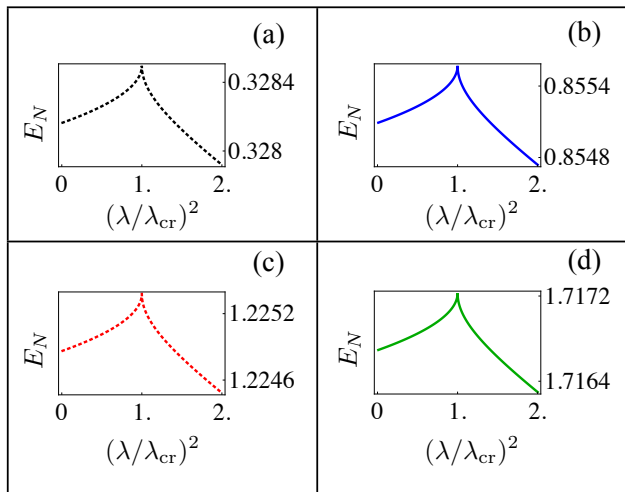 (a)
E_N
0.3284
0.328
0 1. 2.
(λ/λ_cr)^2
(b)
E_N
0.8554
0.8548
0 1. 2.
(λ/λ_cr)^2
(c)
E_N
1.2252
1.2246
0 1. 2.
(λ/λ_cr)^2
(d)
E_N
1.7172
1.7164
0 1. 2.
(λ/λ_cr)^2